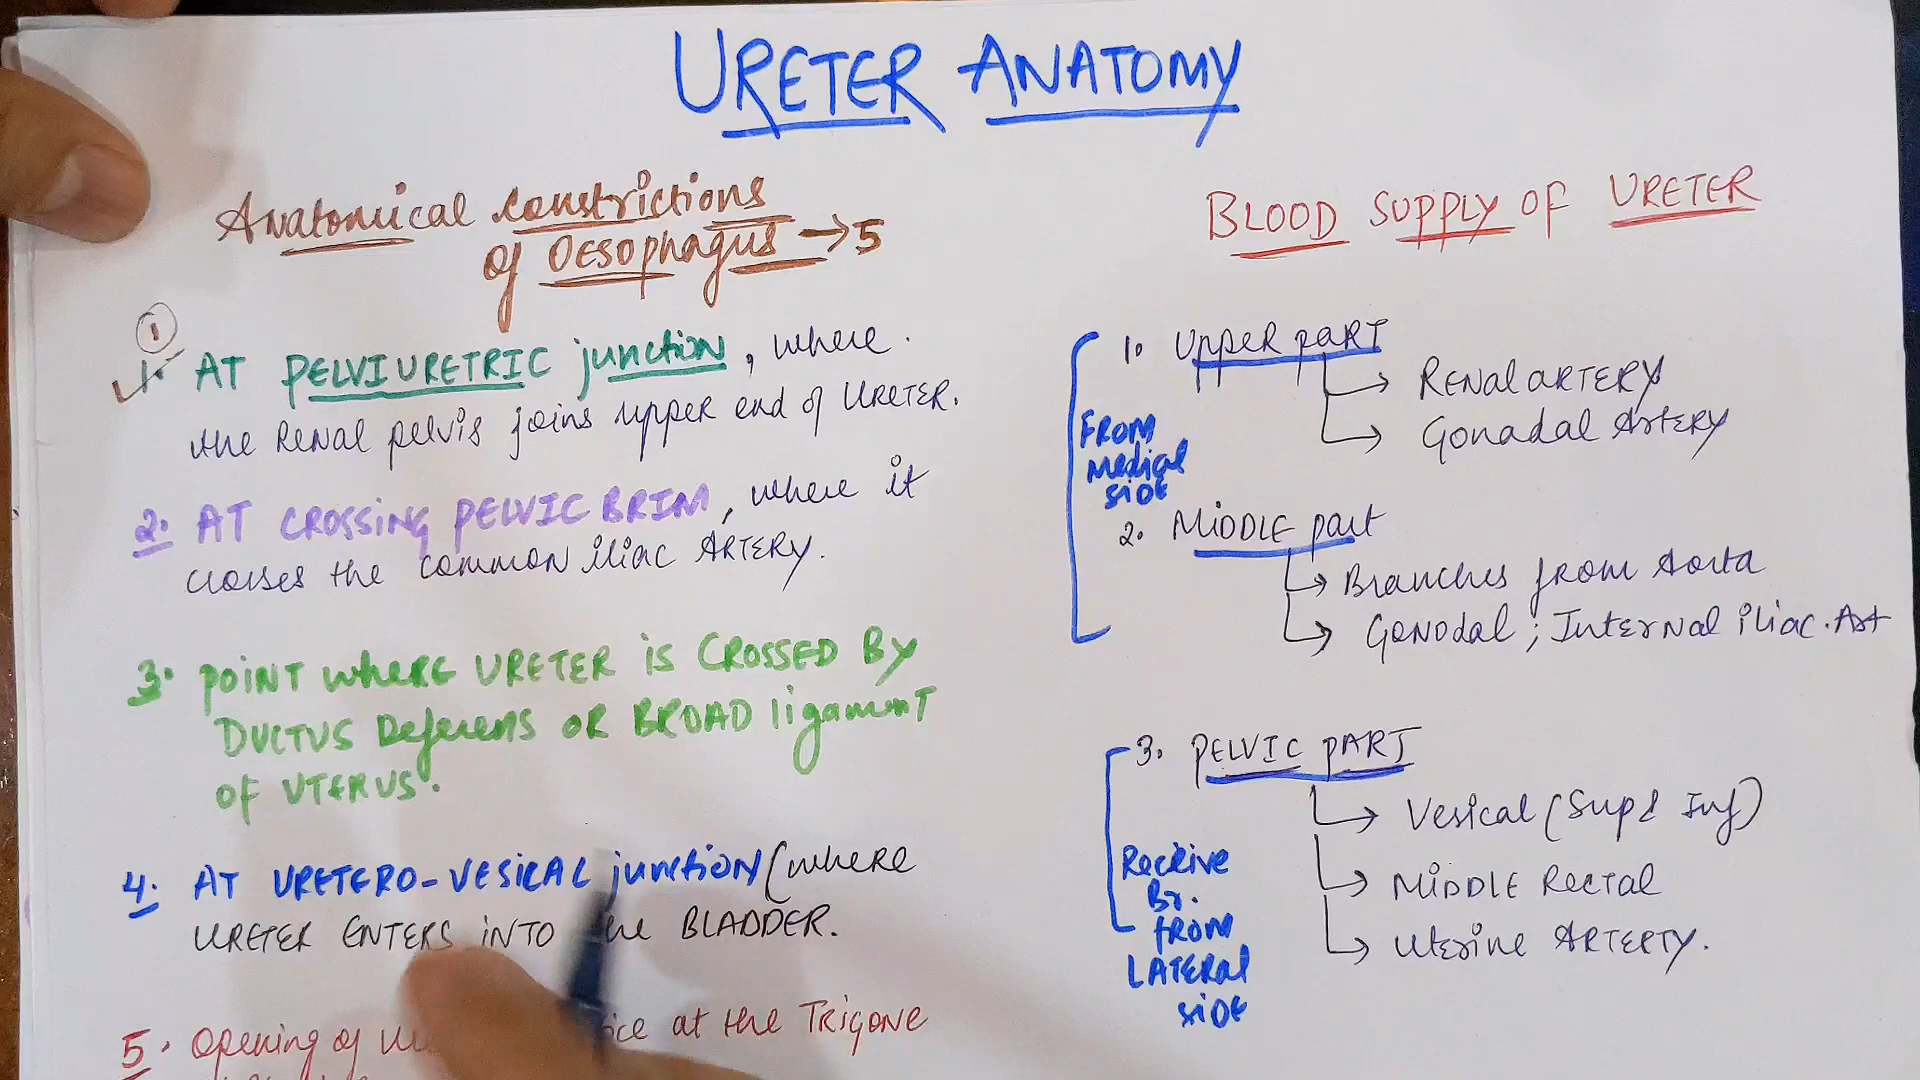 URETER ANATOMY
Anatomical constrictions
of OESophagus → 5
1
1. AT PELVIURETRIC junction, where
the Renal pelvis joins upper end of URETER.
2. AT CROSSING PELVIC BRIM, where it
crosses the common iliac ARTERY.
3. POINT where URETER is CROSSED By
DUCTUS Deferens OR BROAD ligament
of UTERUS.
4. AT URETERO-VESICAL junction (where
URETER ENTERS INTO the BLADDER.
5. Opening of at the Trigone
BLOOD SUPPLY OF URETER
1. Upper part
Renal ARTERY
Gonadal Artery
FROM
Medical
SIDE
2. MIDDLE part
Branches from Aorta
Gonodal ; Internal iliac. Art
3. PELVIC PART
Vesical (Sup & Inf)
MIDDLE Rectal
Uterine ARTERTY.
Receive
Br.
FROM
LATERAL
SIDE